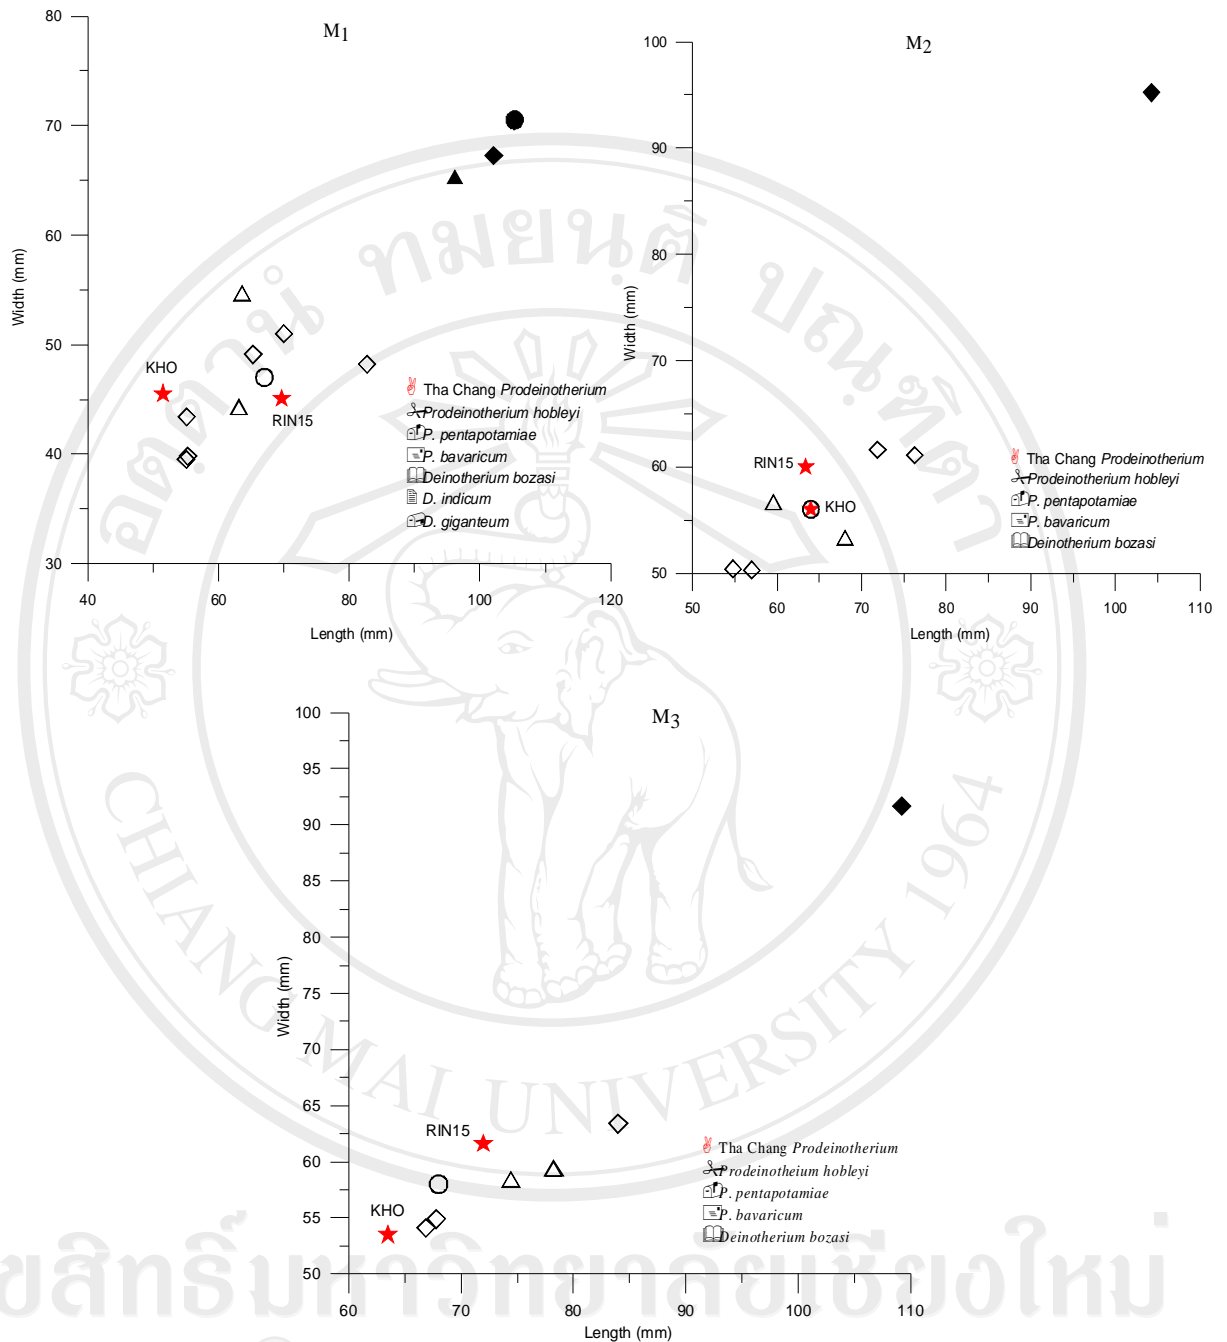 M1
80
70
60
50
40
30
40 60 80 100 120
Width (mm)
Length (mm)
KHO
RIN15
Tha Chang Prodeinotherium
Prodeinotherium hobleyi
P. pentapotamiae
P. bavaricum
Deinotherium bozasi
D. indicum
D. giganteum
M2
100
90
80
70
60
50
50 60 70 80 90 100 110
Width (mm)
Length (mm)
RIN15
KHO
Tha Chang Prodeinotherium
Prodeinotherium hobleyi
P. pentapotamiae
P. bavaricum
Deinotherium bozasi
M3
100
95
90
85
80
75
70
65
60
55
50
60 70 80 90 100 110
Width (mm)
Length (mm)
RIN15
KHO
Tha Chang Prodeinotherium
Prodeinotheium hobleyi
P. pentapotamiae
P. bavaricum
Deinotherium bozasi
CHIANG MAI UNIVERSITY 1964